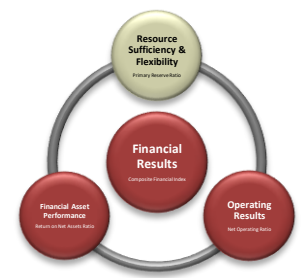 Resource
Sufficiency &
Flexibility
Primary Reserve Ratio
Financial
Results
Composite Financial Index
Financial Asset
Performance
Return on Net Assets Ratio
Operating
Results
Net Operating Ratio